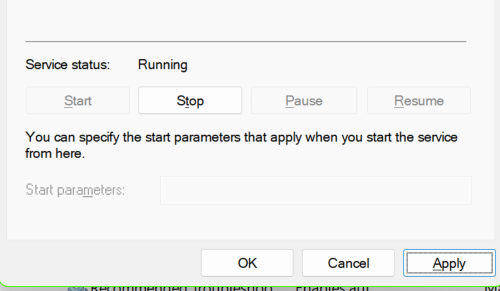 Service status: Running
Start Stop Pause Resume
You can specify the start parameters that apply when you start the service
from here.
Start parameters:
OK Cancel Apply
Recommended Troubleshoo... Enables aut